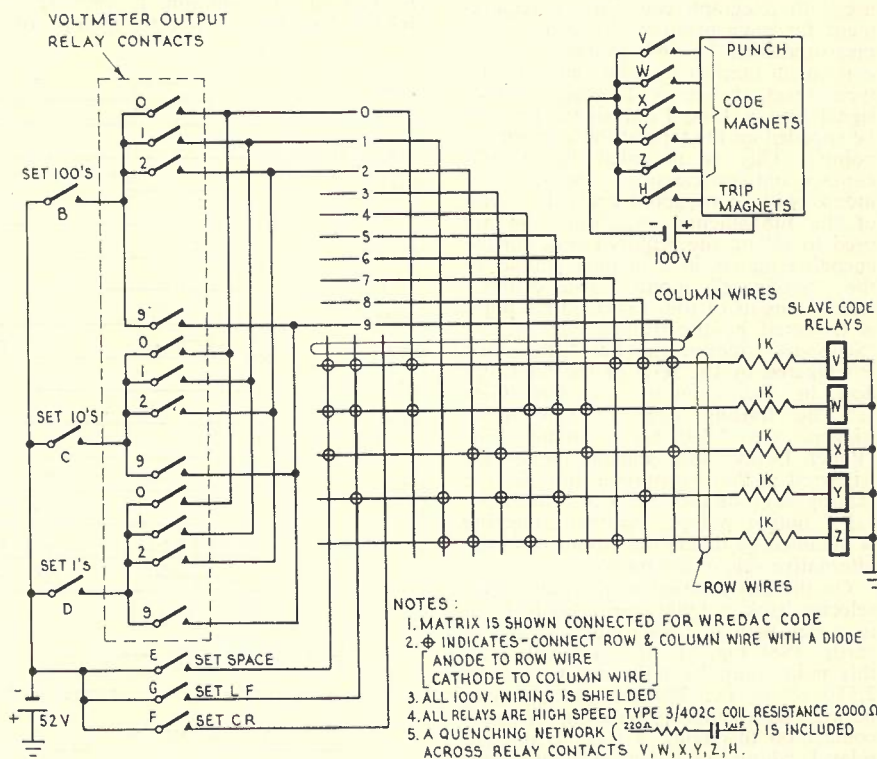 VOLTMETER OUTPUT
RELAY CONTACTS
0
1
2
SET 100'S
B
9
0
1
2
SET 10'S
C
9
0
1
2
SET 1'S
D
9
E SET SPACE
G SET LF
F SET CR
- + 52V
0
1
2
3
4
5
6
7
8
9
V
W
X
Y
Z
H
PUNCH
CODE
MAGNETS
TRIP
MAGNETS
- +
100V
COLUMN WIRES
SLAVE CODE
RELAYS
1K V
1K W
1K X
1K Y
1K Z
ROW WIRES
NOTES :
1. MATRIX IS SHOWN CONNECTED FOR WREDAC CODE
2. ⊕ INDICATES-CONNECT ROW & COLUMN WIRE WITH A DIODE
[ANODE TO ROW WIRE
CATHODE TO COLUMN WIRE]
3. ALL 100V. WIRING IS SHIELDED
4. ALL RELAYS ARE HIGH SPEED TYPE 3/402C COIL RESISTANCE 2000Ω
5. A QUENCHING NETWORK ( 220Ω 1µF ) IS INCLUDED
ACROSS RELAY CONTACTS V,W,X,Y,Z,H.